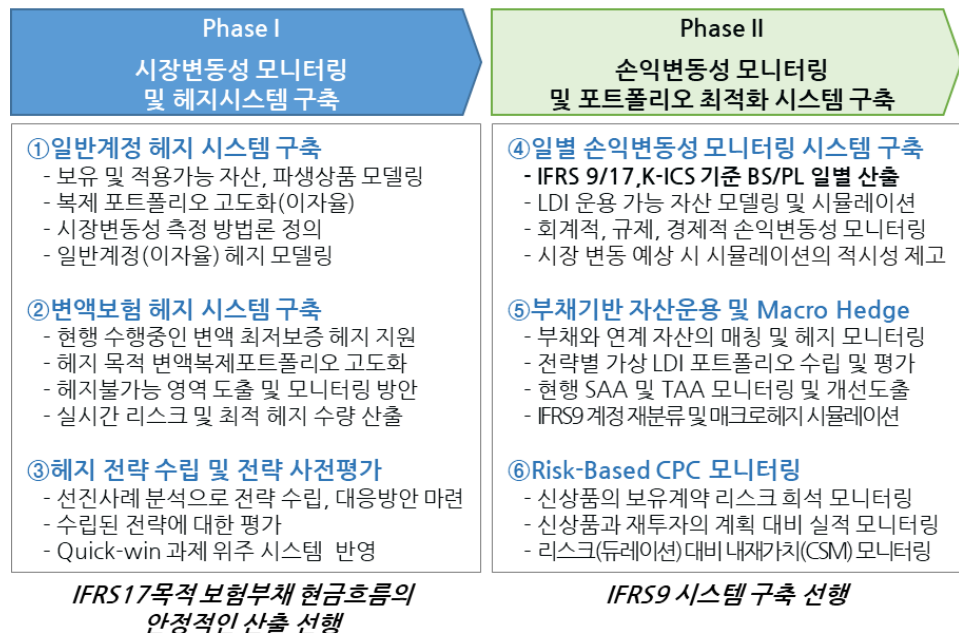 Phase I
시장변동성 모니터링
및 헤지시스템 구축
①일반계정 헤지 시스템 구축
- 보유 및 적용가능 자산, 파생상품 모델링
- 복제 포트폴리오 고도화(이자율)
- 시장변동성 측정 방법론 정의
- 일반계정(이자율) 헤지 모델링
②변액보험 헤지 시스템 구축
- 현행 수행중인 변액 최저보증 헤지 지원
- 헤지 목적 변액복제포트폴리오 고도화
- 헤지불가능 영역 도출 및 모니터링 방안
- 실시간 리스크 및 최적 헤지 수량 산출
③헤지 전략 수립 및 전략 사전평가
- 선진사례 분석으로 전략 수립, 대응방안 마련
- 수립된 전략에 대한 평가
- Quick-win 과제 위주 시스템 반영
IFRS17목적 보험부채 현금흐름의
안정적인 산출 선행
Phase II
손익변동성 모니터링
및 포트폴리오 최적화 시스템 구축
④일별 손익변동성 모니터링 시스템 구축
- IFRS 9/17,K-ICS 기준 BS/PL 일별 산출
- LDI 운용 가능 자산 모델링 및 시뮬레이션
- 회계적, 규제, 경제적 손익변동성 모니터링
- 시장 변동 예상 시 시뮬레이션의 적시성 제고
⑤부채기반 자산운용 및 Macro Hedge
- 부채와 연계 자산의 매칭 및 헤지 모니터링
- 전략별 가상 LDI 포트폴리오 수립 및 평가
- 현행 SAA 및 TAA 모니터링 및 개선도출
- IFRS9 계정 재분류 및 매크로헤지 시뮬레이션
⑥Risk-Based CPC 모니터링
- 신상품의 보유계약 리스크 희석 모니터링
- 신상품과 재투자의 계획 대비 실적 모니터링
- 리스크(듀레이션) 대비 내재가치(CSM) 모니터링
IFRS9 시스템 구축 선행